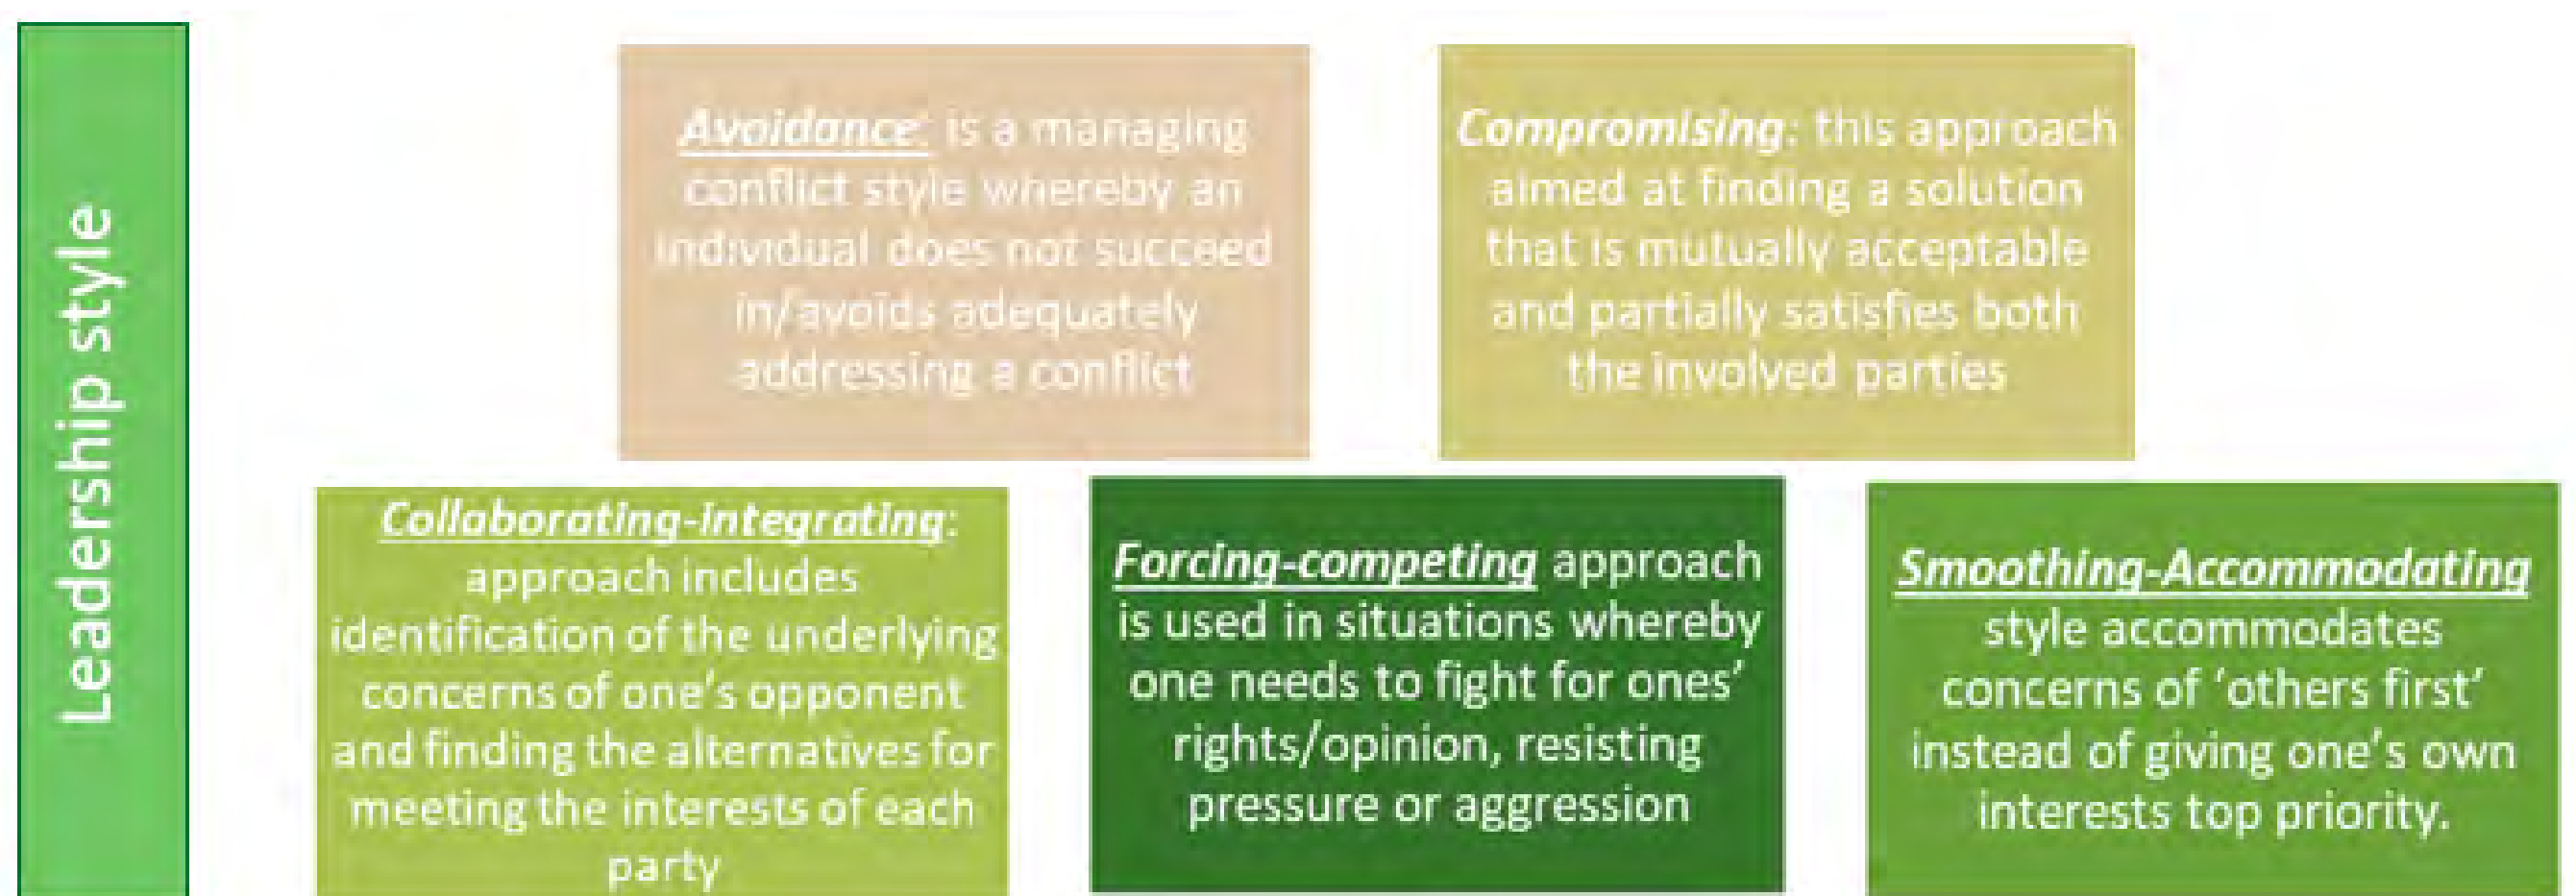 Leadership style
Avoidance: is a managing
conflict style whereby an
individual does not succeed
in/avoids adequately
addressing a conflict
Compromising: this approach
aimed at finding a solution
that is mutually acceptable
and partially satisfies both
the involved parties
Collaborating-integrating:
approach includes
identification of the underlying
concerns of one's opponent
and finding the alternatives for
meeting the interests of each
party
Forcing-competing approach
is used in situations whereby
one needs to fight for ones'
rights/opinion, resisting
pressure or aggression
Smoothing-Accommodating
style accommodates
concerns of 'others first'
instead of giving one's own
interests top priority.